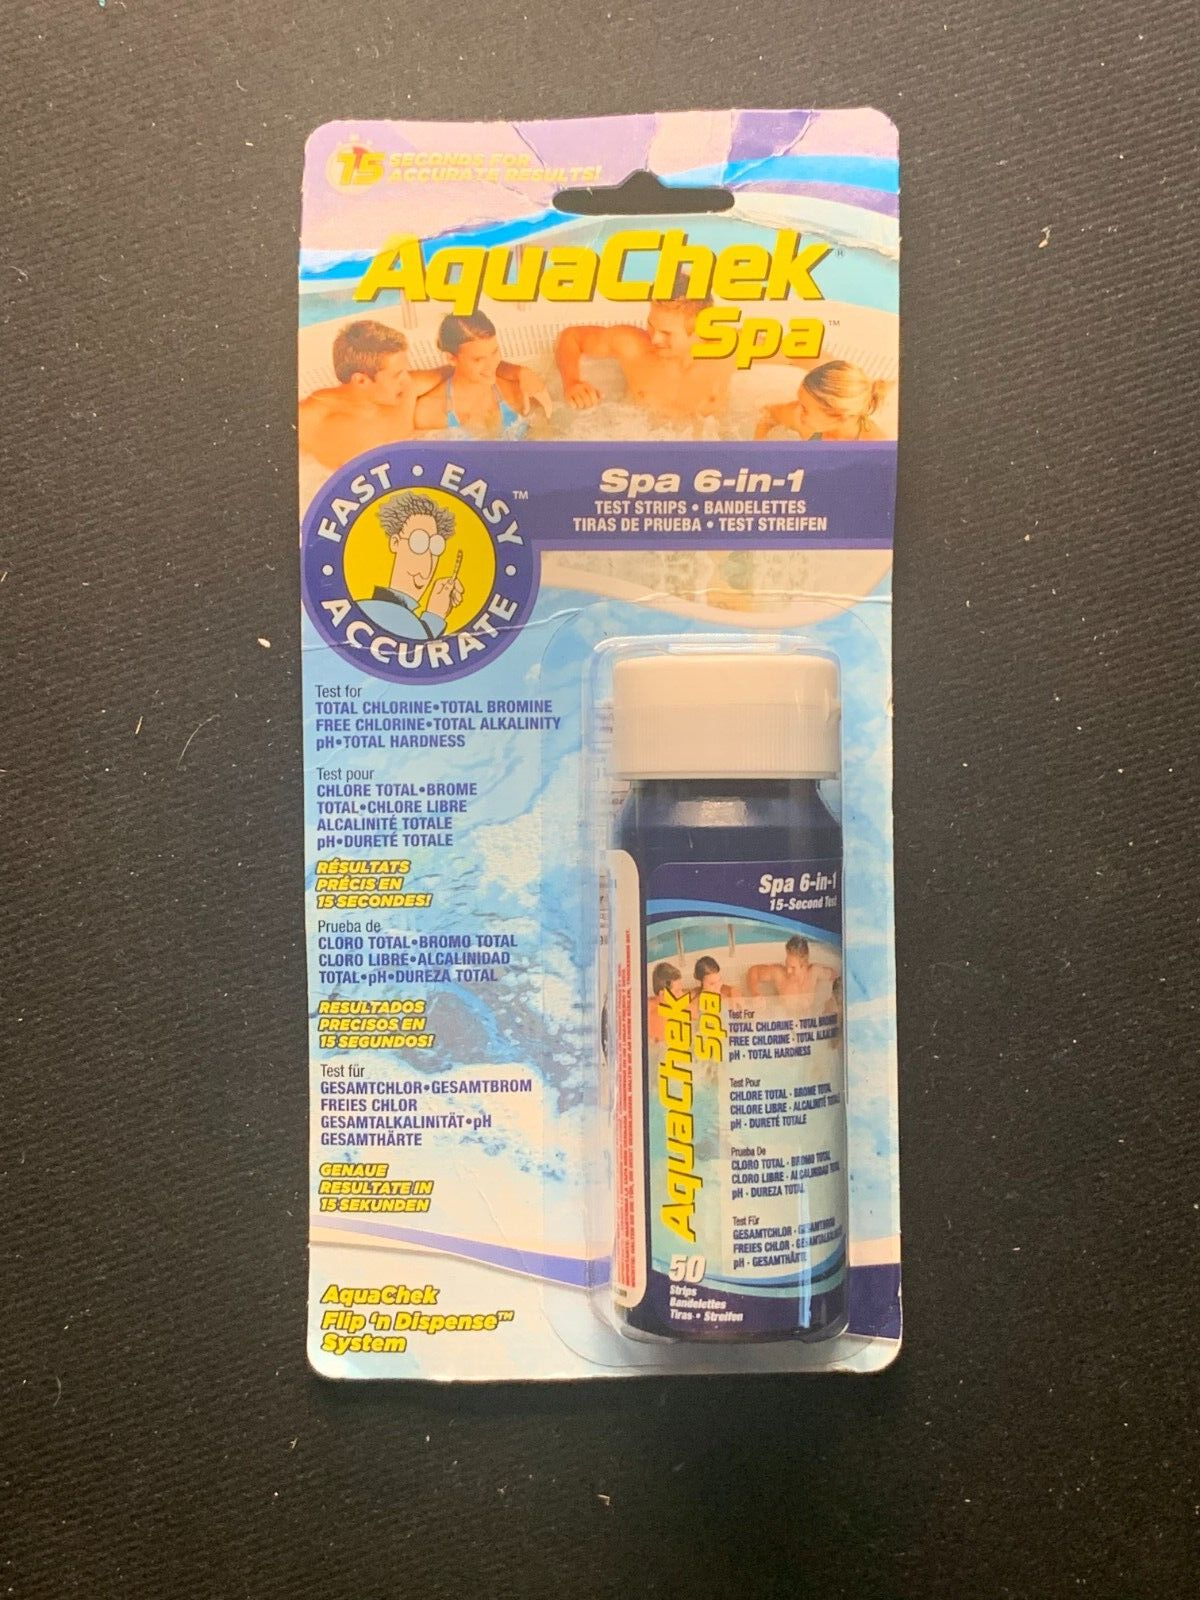 15 SECONDS FOR
ACCURATE RESULTS!
AquaChek®
Spa™
FAST • EASY • ACCURATE •
™
Spa 6-in-1
TEST STRIPS • BANDELETTES
TIRAS DE PRUEBA • TEST STREIFEN
Test for
TOTAL CHLORINE•TOTAL BROMINE
FREE CHLORINE•TOTAL ALKALINITY
pH•TOTAL HARDNESS
Test pour
CHLORE TOTAL•BROME
TOTAL•CHLORE LIBRE
ALCALINITÉ TOTALE
pH•DURETÉ TOTALE
RÉSULTATS
PRÉCIS EN
15 SECONDES!
Prueba de
CLORO TOTAL•BROMO TOTAL
CLORO LIBRE•ALCALINIDAD
TOTAL•pH•DUREZA TOTAL
RESULTADOS
PRECISOS EN
15 SEGUNDOS!
Test für
GESAMTCHLOR•GESAMTBROM
FREIES CHLOR
GESAMTALKALINITÄT•pH
GESAMTHÄRTE
GENAUE
RESULTATE IN
15 SEKUNDEN
AquaChek
Flip 'n Dispense™
System
Spa 6-in-1
15-Second Test
AquaChek
Spa
Test For
TOTAL CHLORINE - TOTAL
FREE CHLORINE - TOTAL
pH - TOTAL HARDNESS
Test Pour
CHLORE TOTAL - BROME TOTAL
CHLORE LIBRE - ALCALINITÉ
pH - DURETÉ TOTALE
Prueba De
CLORO TOTAL - BROMO TOTAL
CLORO LIBRE - ALCALINIDAD
pH - DUREZA TOTAL
Test Für
GESAMTCHLOR - GESAMTBROM
FREIES CHLOR -
pH - GESAMTHÄRTE
50
Strips
Bandelettes
Tiras • Streifen